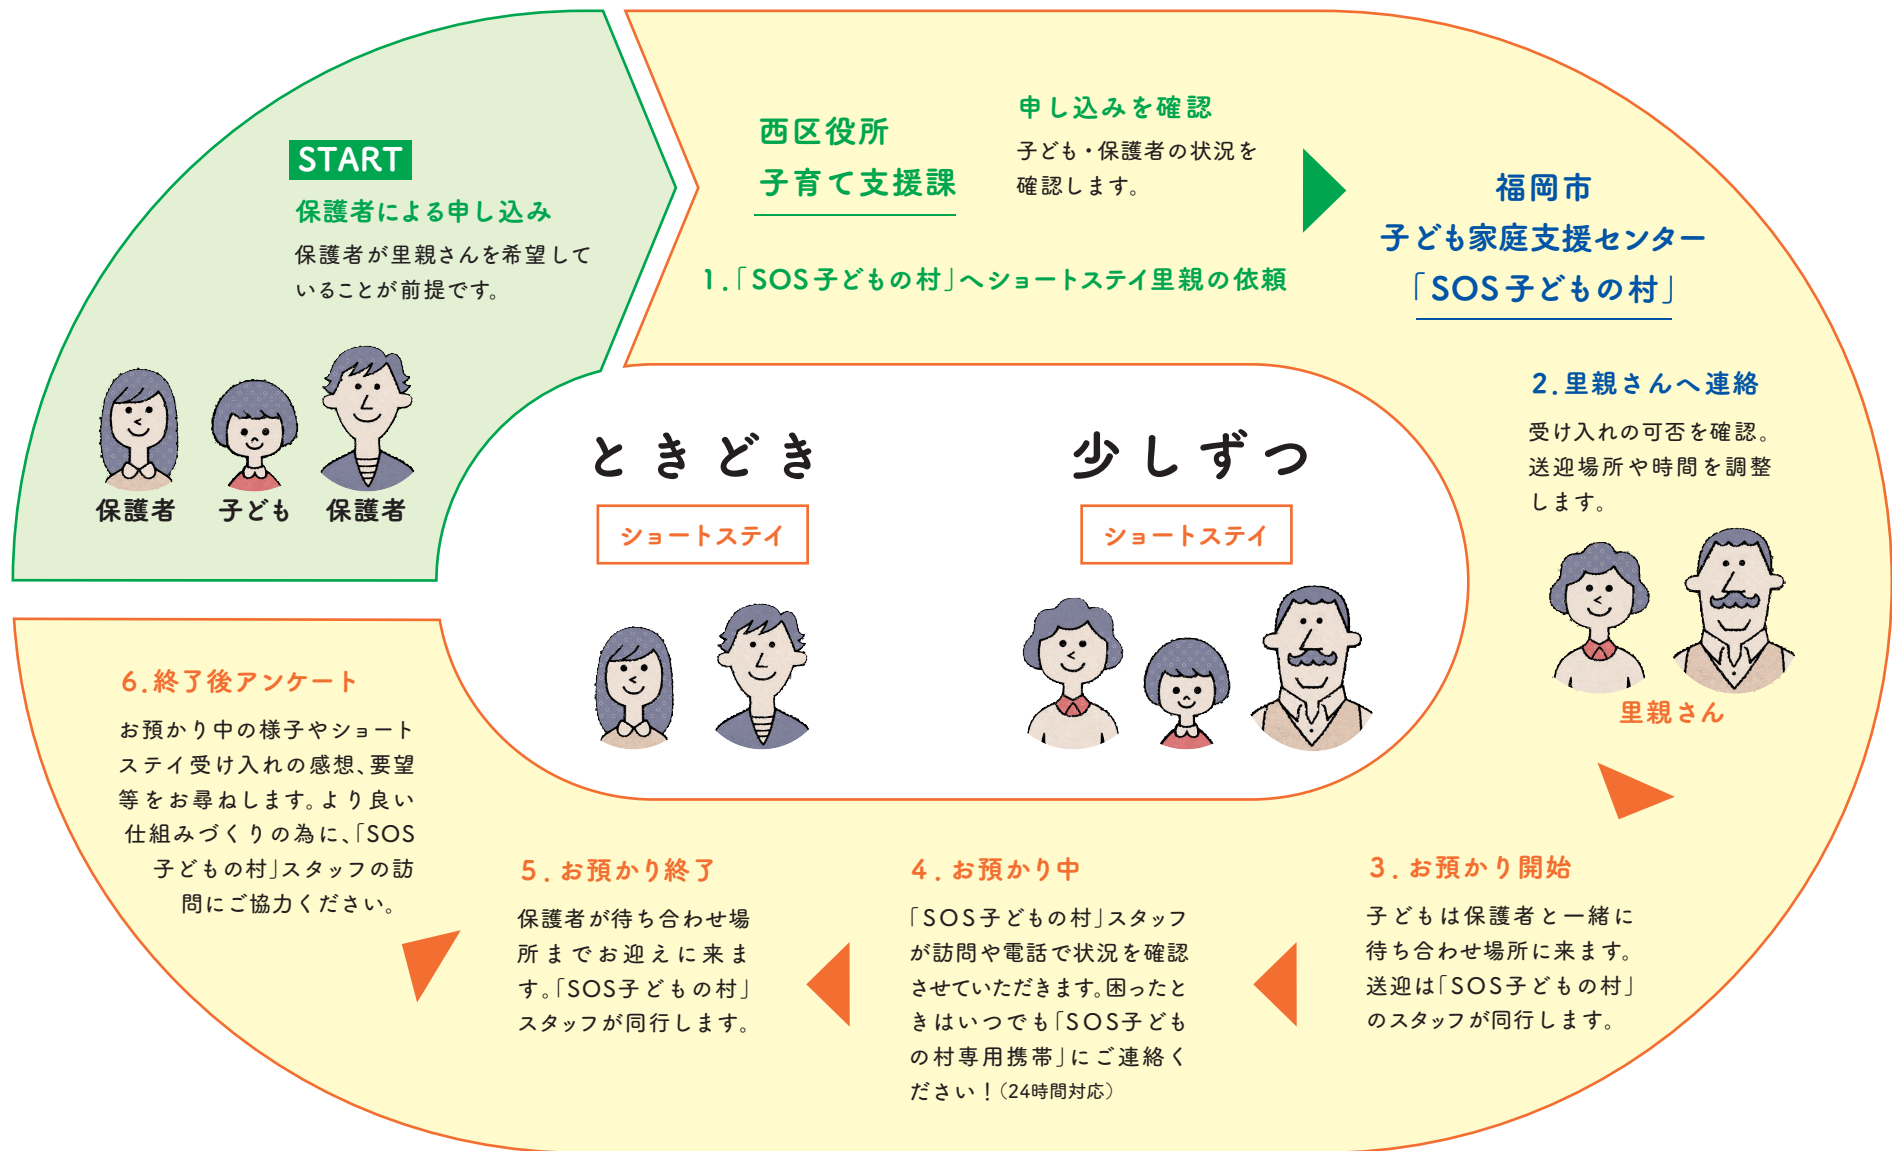 START
保護者による申し込み
保護者が里親さんを希望して
いることが前提です。
保護者
子ども
保護者
西区役所
子育て支援課
申し込みを確認
子ども・保護者の状況を
確認します。
1.「SOS子どもの村」へショートステイ里親の依頼
福岡市
子ども家庭支援センター
「SOS子どもの村」
2.里親さんへ連絡
受け入れの可否を確認。
送迎場所や時間を調整
します。
里親さん
ときどき
ショートステイ
少しずつ
ショートステイ
3.お預かり開始
子どもは保護者と一緒に
待ち合わせ場所に来ます。
送迎は「SOS子どもの村」
のスタッフが同行します。
4.お預かり中
「SOS子どもの村」スタッフ
が訪問や電話で状況を確認
させていただきます。困ったと
きはいつでも「SOS子ども
の村専用携帯」にご連絡く
ださい！（24時間対応）
5.お預かり終了
保護者が待ち合わせ場
所までお迎えに来ま
す。「SOS子どもの村」
スタッフが同行します。
6.終了後アンケート
お預かり中の様子やショート
ステイ受け入れの感想、要望
等をお尋ねします。より良い
仕組みづくりの為に、「SOS
子どもの村」スタッフの訪
問にご協力ください。